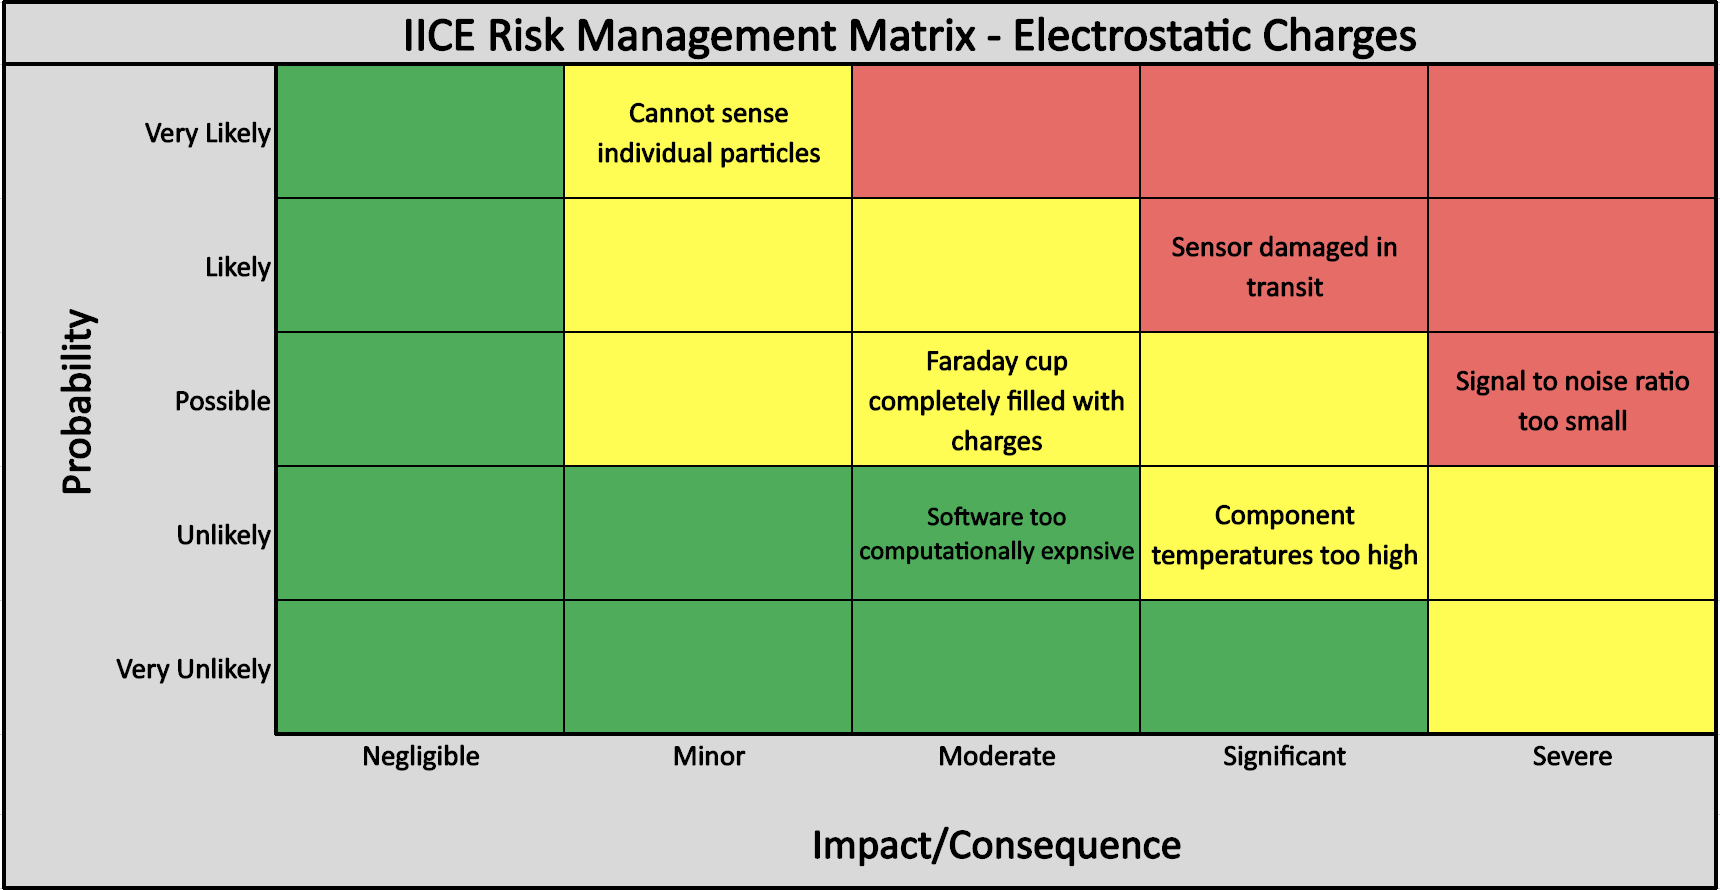 IICE Risk Management Matrix - Electrostatic Charges
Very Likely
Cannot sense
individual particles
Likely
Sensor damaged in
transit
Probability
Possible
Faraday cup
completely filled with
charges
Signal to noise ratio
too small
Unlikely
Software too
computationally expnsive
Component
temperatures too high
Very Unlikely
Negligible
Minor
Moderate
Significant
Severe
Impact/Consequence